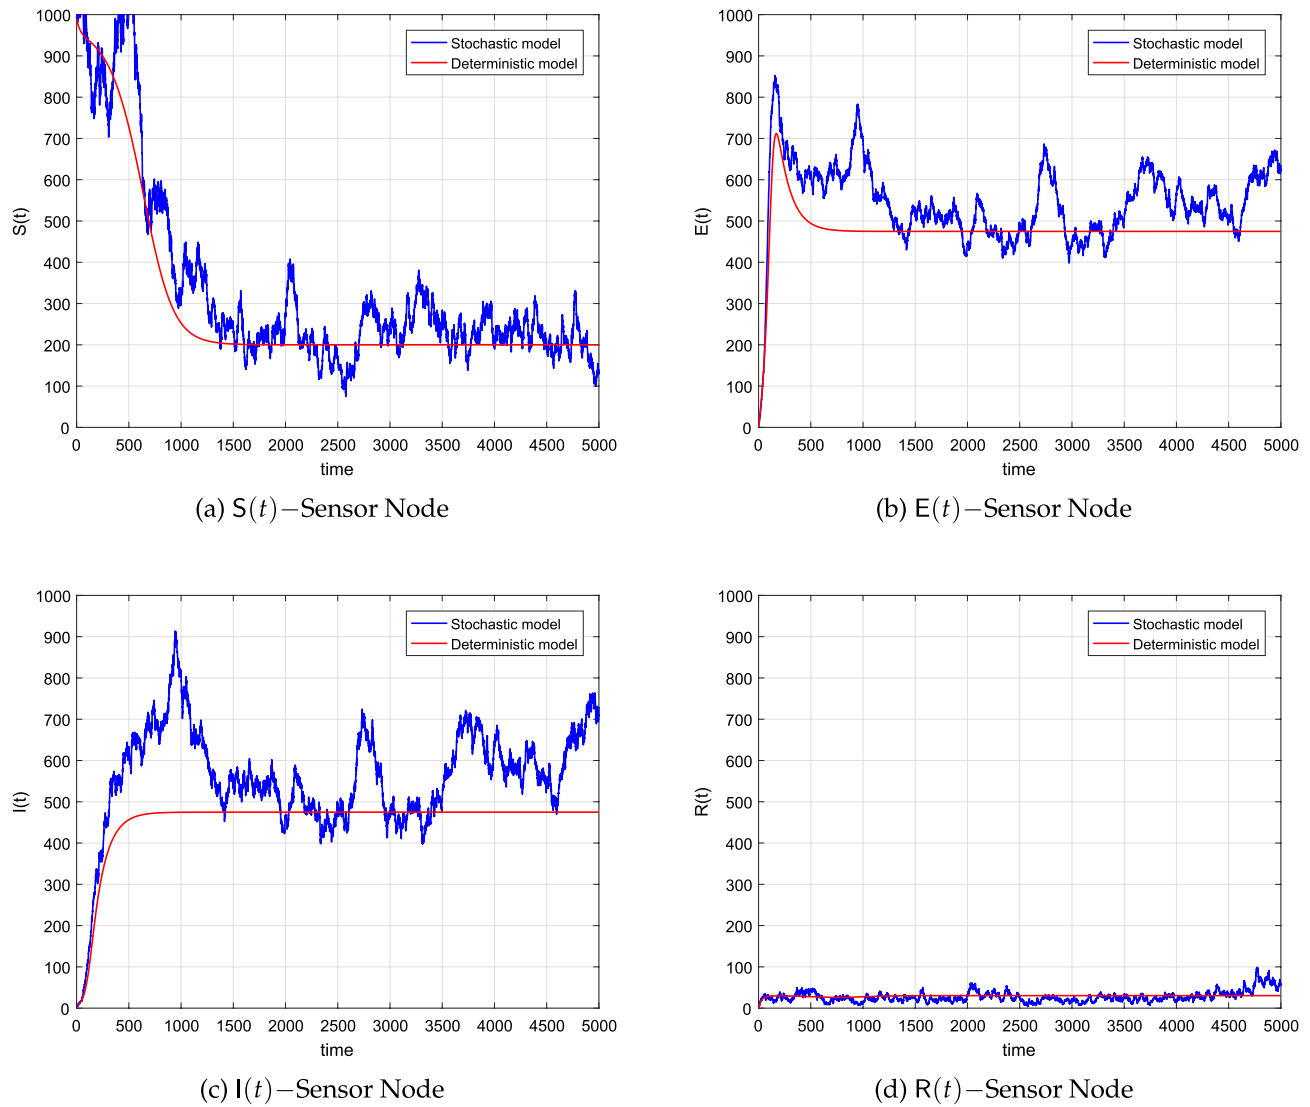 1000
900
800
700
600
500
400
300
200
100
0
S(t)
Stochastic model
Deterministic model
0 500 1000 1500 2000 2500 3000 3500 4000 4500 5000
time
(a) S(t)−Sensor Node
1000
900
800
700
600
500
400
300
200
100
0
E(t)
Stochastic model
Deterministic model
0 500 1000 1500 2000 2500 3000 3500 4000 4500 5000
time
(b) E(t)−Sensor Node
1000
900
800
700
600
500
400
300
200
100
0
I(t)
Stochastic model
Deterministic model
0 500 1000 1500 2000 2500 3000 3500 4000 4500 5000
time
(c) I(t)−Sensor Node
1000
900
800
700
600
500
400
300
200
100
0
R(t)
Stochastic model
Deterministic model
0 500 1000 1500 2000 2500 3000 3500 4000 4500 5000
time
(d) R(t)−Sensor Node